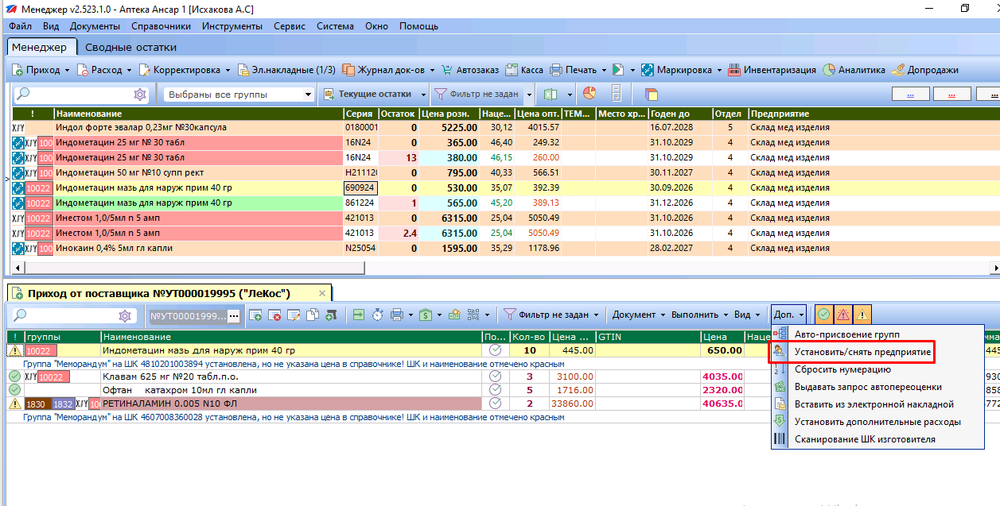 Менеджер v2.523.1.0 - Аптека Ансар 1 [Исхакова А.С]
Файл Вид Документы Справочники Инструменты Сервис Система Окно Помощь
Менеджер Сводные остатки
Приход Расход Корректировка Эл.накладные (1/3) Журнал док-ов Автозаказ Касса Печать Маркировка Инвентаризация Аналитика Допродажи
Выбраны все группы Текущие остатки Фильтр не задан ... ... ...
! Наименование Серия Остаток Цена розн. Наце... Цена опт. ТЕМ... Место хр... Годен до Отдел Предприятие
X/Y Индол форте эвалар 0,23мг №30капсула 0180001 0 5225.00 30,12 4015.57 16.07.2028 5 Склад мед изделия
X/Y 100 Индометацин 25 мг № 30 табл 16N24 0 365.00 46,40 249.32 31.10.2029 4 Склад мед изделия
X/Y 100 Индометацин 25 мг № 30 табл 16N24 13 380.00 46,15 260.00 31.10.2029 4 Склад мед изделия
X/Y 100 Индометацин 50 мг №10 супп рект 0 795.00 40,33 566.51 30.11.2027 4 Склад мед изделия
10022 Индометацин мазь для наруж прим 40 гр 690924 0 530.00 35,07 392.39 30.09.2026 4 Склад мед изделия
10022 Индометацин мазь для наруж прим 40 гр 861224 1 565.00 45,20 389.13 31.12.2026 4 Склад мед изделия
X/Y 10022 Инестом 1,0/5мл n 5 амп 421013 0 6315.00 25,04 5050.49 31.10.2026 4 Склад мед изделия
X/Y 10022 Инестом 1,0/5мл n 5 амп 421013 2.4 6315.00 25,04 5050.49 31.10.2026 4 Склад мед изделия
X/Y 100 Инокаин 0,4% 5мл гл капли N25054 0 1595.00 35,29 1178.96 28.02.2027 4 Склад мед изделия
Приход от поставщика №УТ000019995 ("ЛеКос")
№УТ00001999... ... Фильтр не задан Документ Выполнить Вид Доп.
! группы Наименование По... Кол-во Цена ... GTIN Цена Наце
10022 Индометацин мазь для наруж прим 40 гр 10 445.00 650.00
Группа "Меморандум" на ШК 4810201003894 установлена, но не указана цена в справочнике! ШК и наименование отмечено красным
X/Y 10022 Клавам 625 мг №20 табл.п.о. 3 3100.00 4035.00
Офтан катахром 10мл гл капли 5 1716.00 2320.00
1830 1832 X/Y 10 РЕТИНАЛАМИН 0.005 N10 ФЛ 2 33860.00 40635.0
Группа "Меморандум" на ШК 4607008360028 установлена, но не указана цена в справочнике! ШК и наименование отмечено красным
Авто-присвоение групп
Установить/снять предприятие
Сбросить нумерацию
Выдавать запрос автопереоценки
Вставить из электронной накладной
Установить дополнительные расходы
Сканирование ШК изготовителя